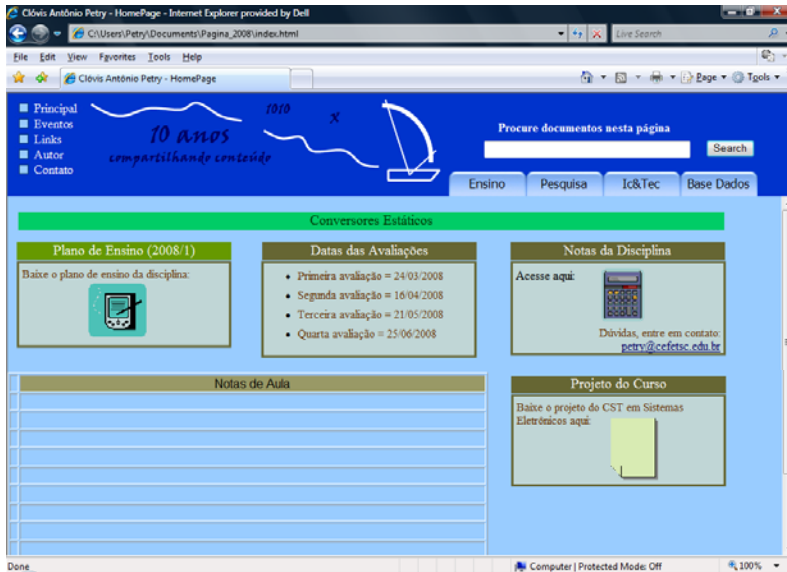 Clóvis Antônio Petry - HomePage - Internet Explorer provided by Dell
C:\Users\Petry\Documents\Pagina_2008\index.html
Live Search
File Edit View Favorites Tools Help
Clóvis Antônio Petry - HomePage
Page
Tools
Principal
Eventos
Links
Autor
Contato
10 anos
compartilhando conteúdo
1010
x
Procure documentos nesta página
Search
Ensino
Pesquisa
Ic&Tec
Base Dados
Conversores Estáticos
Plano de Ensino (2008/1)
Baixe o plano de ensino da disciplina:
Datas das Avaliações
Primeira avaliação = 24/03/2008
Segunda avaliação = 16/04/2008
Terceira avaliação = 21/05/2008
Quarta avaliação = 25/06/2008
Notas da Disciplina
Acesse aqui:
Dúvidas, entre em contato:
petry@cefetsc.edu.br
Notas de Aula
Projeto do Curso
Baixe o projeto do CST em Sistemas
Eletrônicos aqui:
Done
Computer | Protected Mode: Off
100%